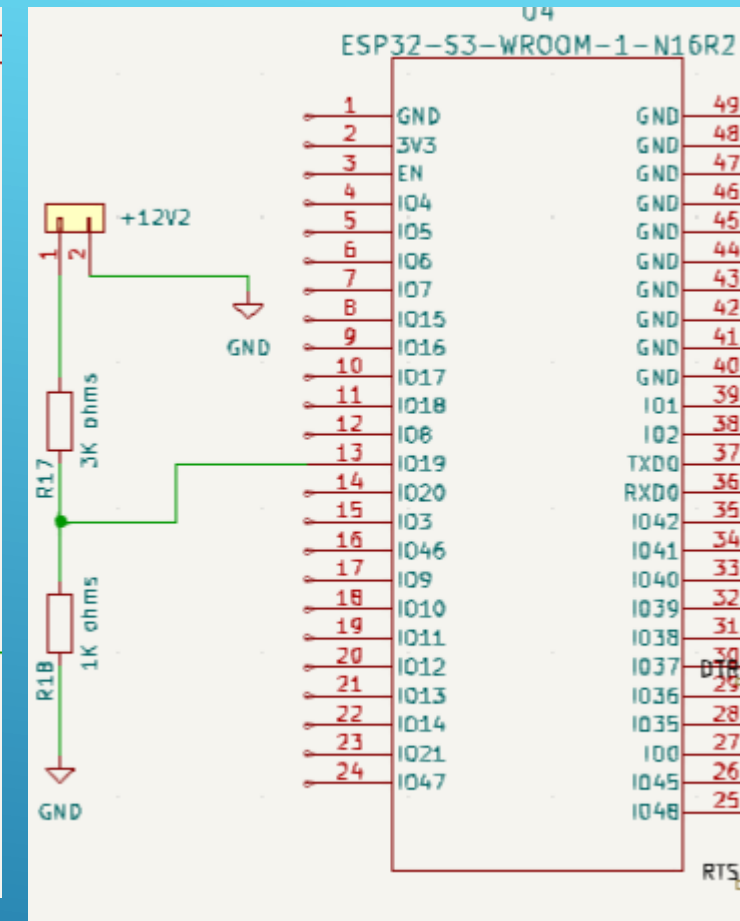 U4
ESP32-S3-WROOM-1-N16R2
1 GND GND 49
2 3V3 GND 48
3 EN GND 47
4 IO4 GND 46
5 IO5 GND 45
6 IO6 GND 44
7 IO7 GND 43
8 IO15 GND 42
9 IO16 GND 41
10 IO17 GND 40
11 IO18 IO1 39
12 IO8 IO2 38
13 IO19 TXD0 37
14 IO20 RXD0 36
15 IO3 IO42 35
16 IO46 IO41 34
17 IO9 IO40 33
18 IO10 IO39 32
19 IO11 IO38 31
20 IO12 IO37 30
DTR
21 IO13 IO36 29
22 IO14 IO35 28
23 IO21 IO0 27
24 IO47 IO45 26
IO48 25
RTS
+12V2
1 2
GND
R17 3K ohms
R18 1K ohms
GND